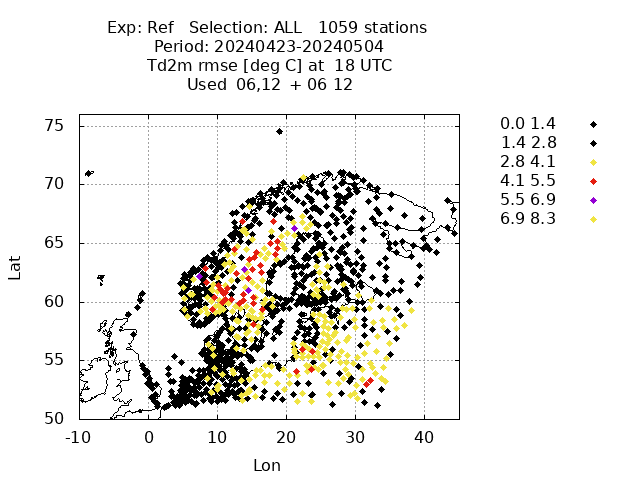 Exp: Ref   Selection: ALL   1059 stations
Period: 20240423-20240504
Td2m rmse [deg C] at  18 UTC
Used  06,12  + 06 12
0.0 1.4
1.4 2.8
2.8 4.1
4.1 5.5
5.5 6.9
6.9 8.3
75
70
65
60
55
50
Lat
-10 0 10 20 30 40
Lon